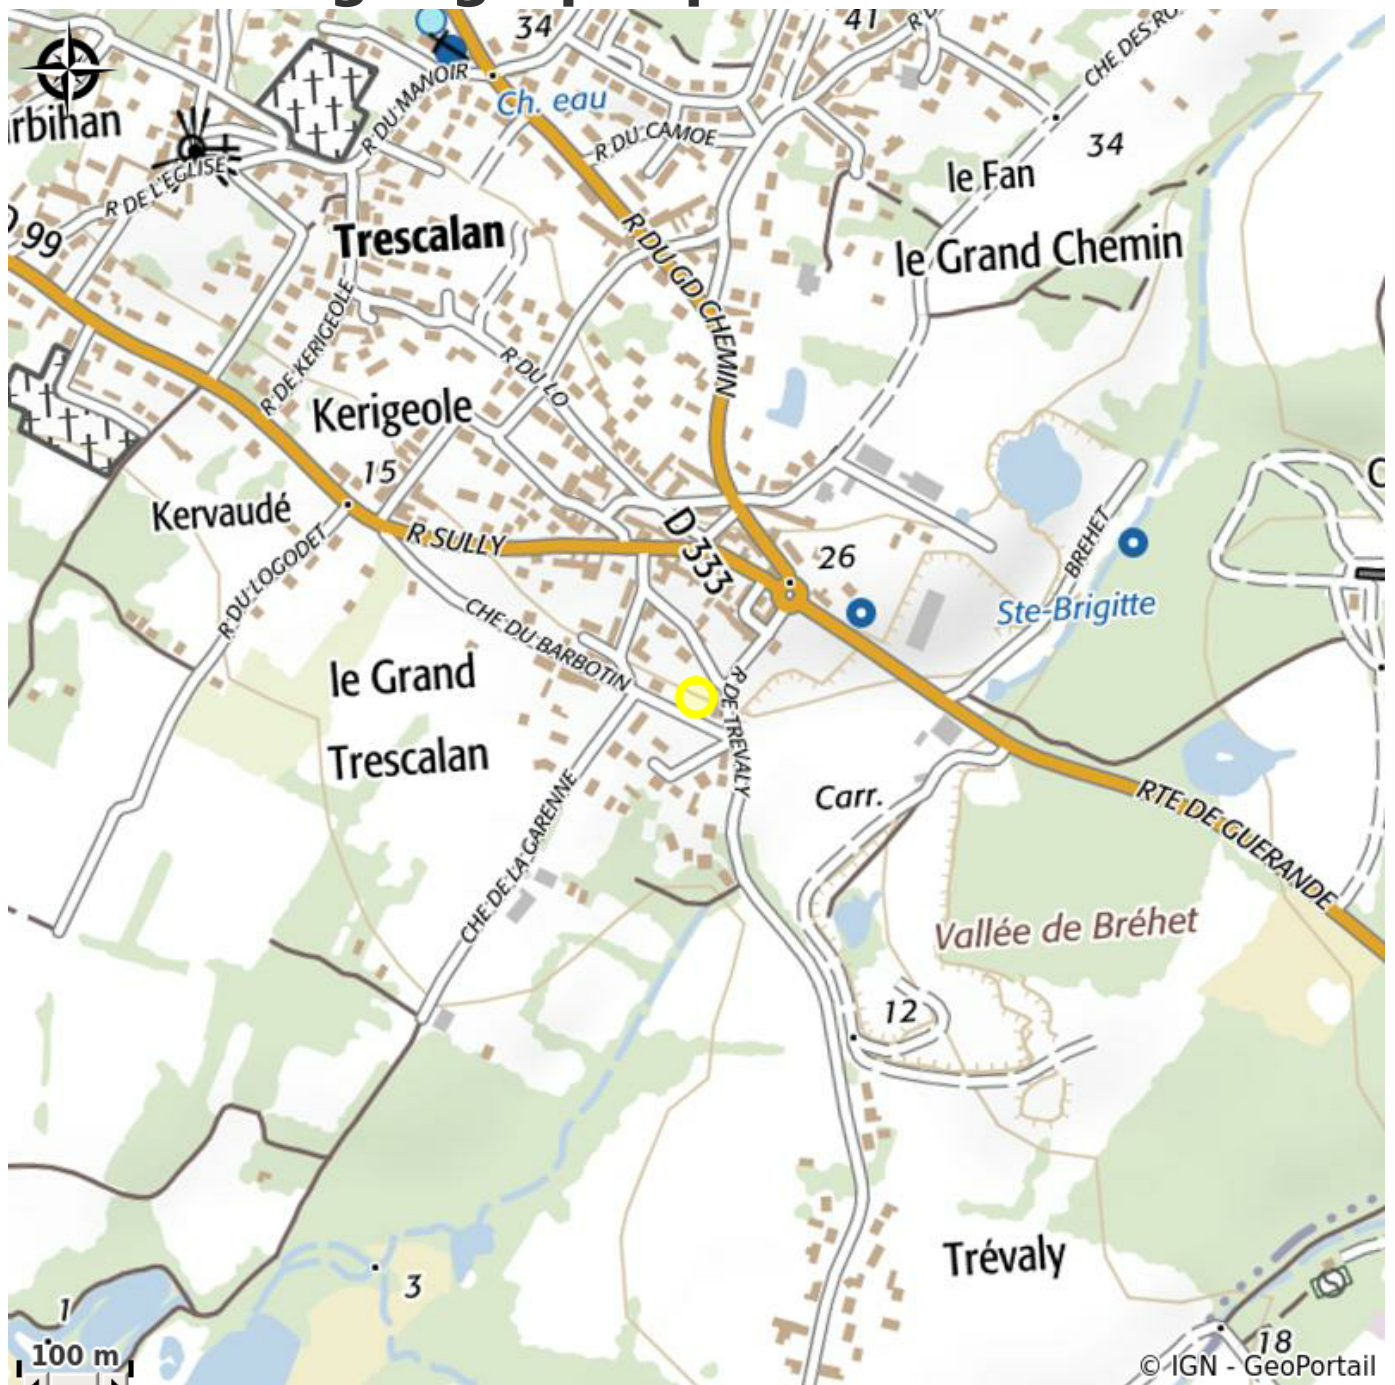 34
41
CHE DES RO
R DU MANOIR
Ch. eau
rbihan
R DU CAMOE
34
le Fan
R DE L'EGLISE
D 99
Trescalan
R DU GD CHEMIN
le Grand Chemin
R DE KERIGEOLE
R DU LO
Kerigeole
15
Kervaudé
R SULLY
D 333
26
R DU LOGODET
BREHET
Ste-Brigitte
CHE DU BARBOTIN
le Grand
Trescalan
R DE TREVALY
Carr.
RTE DE GUERANDE
CHE DE LA GARENNE
Vallée de Bréhet
12
Trévaly
3
1
18
100 m
© IGN - GeoPortail